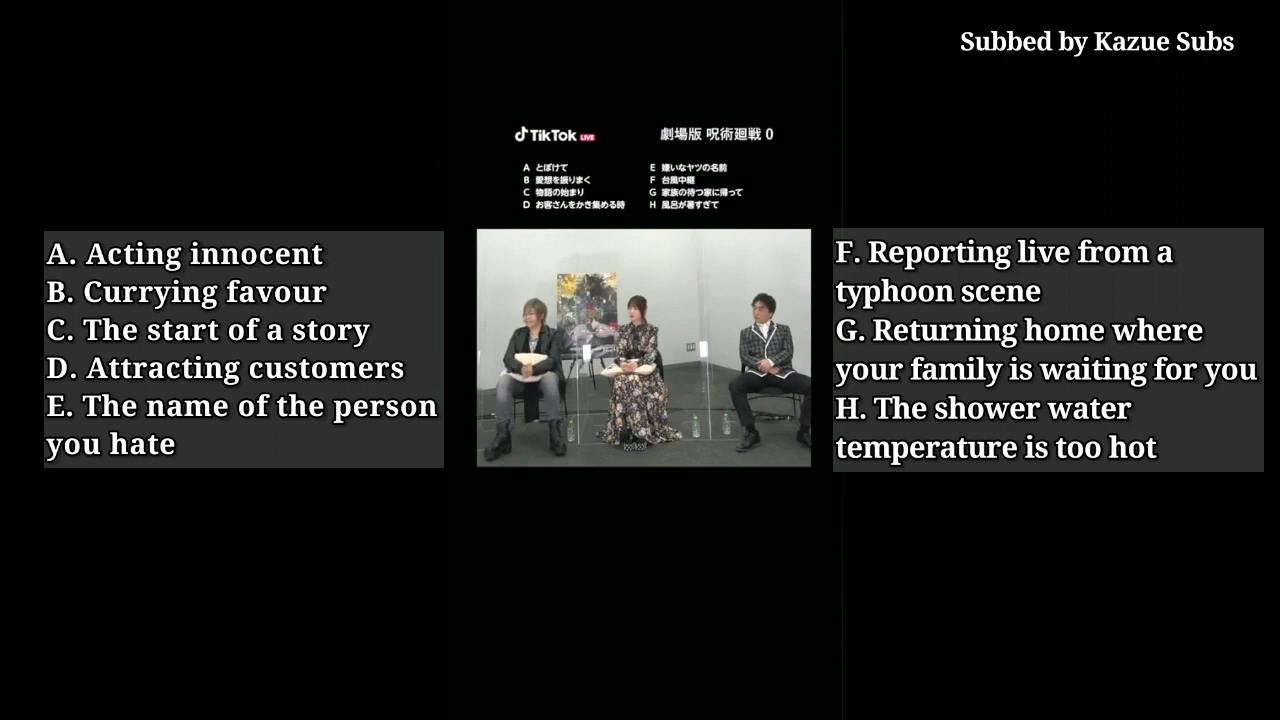 Subbed by Kazue Subs
TikTok LIVE
劇場版 呪術廻戦 0
A とぼけて
B 愛想を振りまく
C 物語の始まり
D お客さんをかき集める時
E 嫌いなヤツの名前
F 台風中継
G 家族の待つ家に帰って
H 風呂が暑すぎて
A. Acting innocent
B. Currying favour
C. The start of a story
D. Attracting customers
E. The name of the person
you hate
F. Reporting live from a
typhoon scene
G. Returning home where
your family is waiting for you
H. The shower water
temperature is too hot